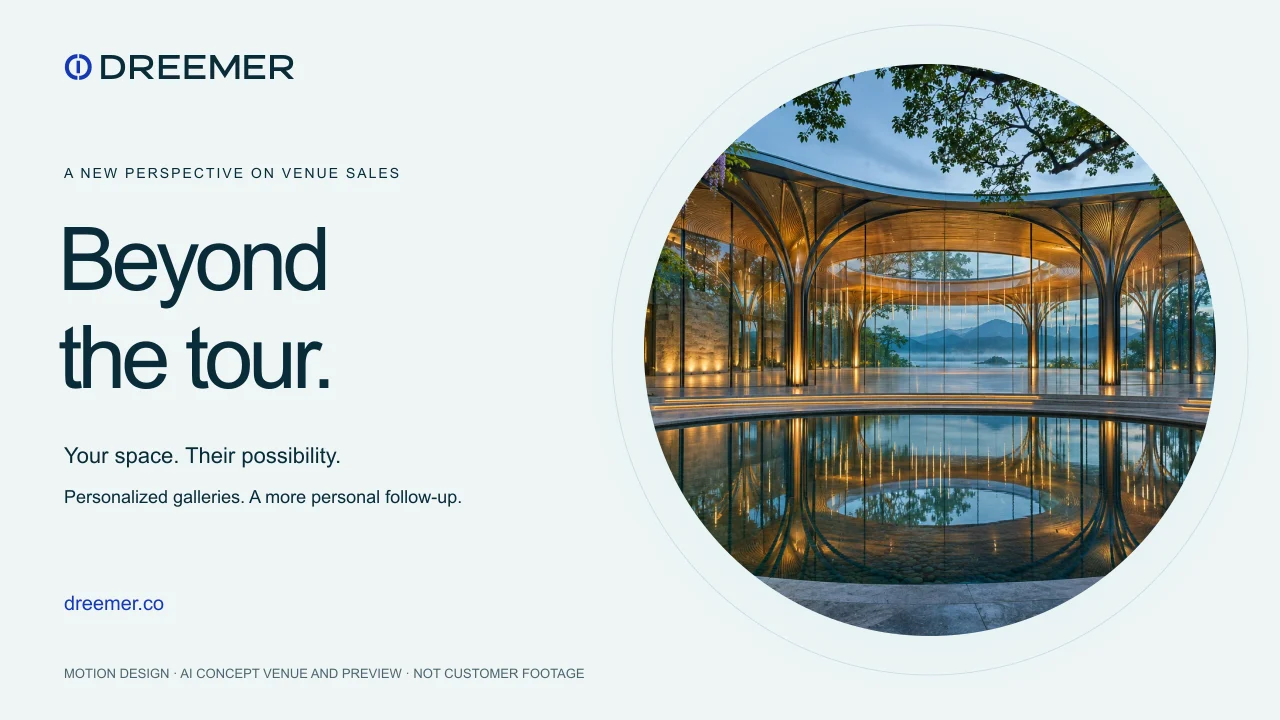 DREEMER
A NEW PERSPECTIVE ON VENUE SALES
Beyond
the tour.
Your space. Their possibility.
Personalized galleries. A more personal follow-up.
dreemer.co
MOTION DESIGN · AI CONCEPT VENUE AND PREVIEW · NOT CUSTOMER FOOTAGE